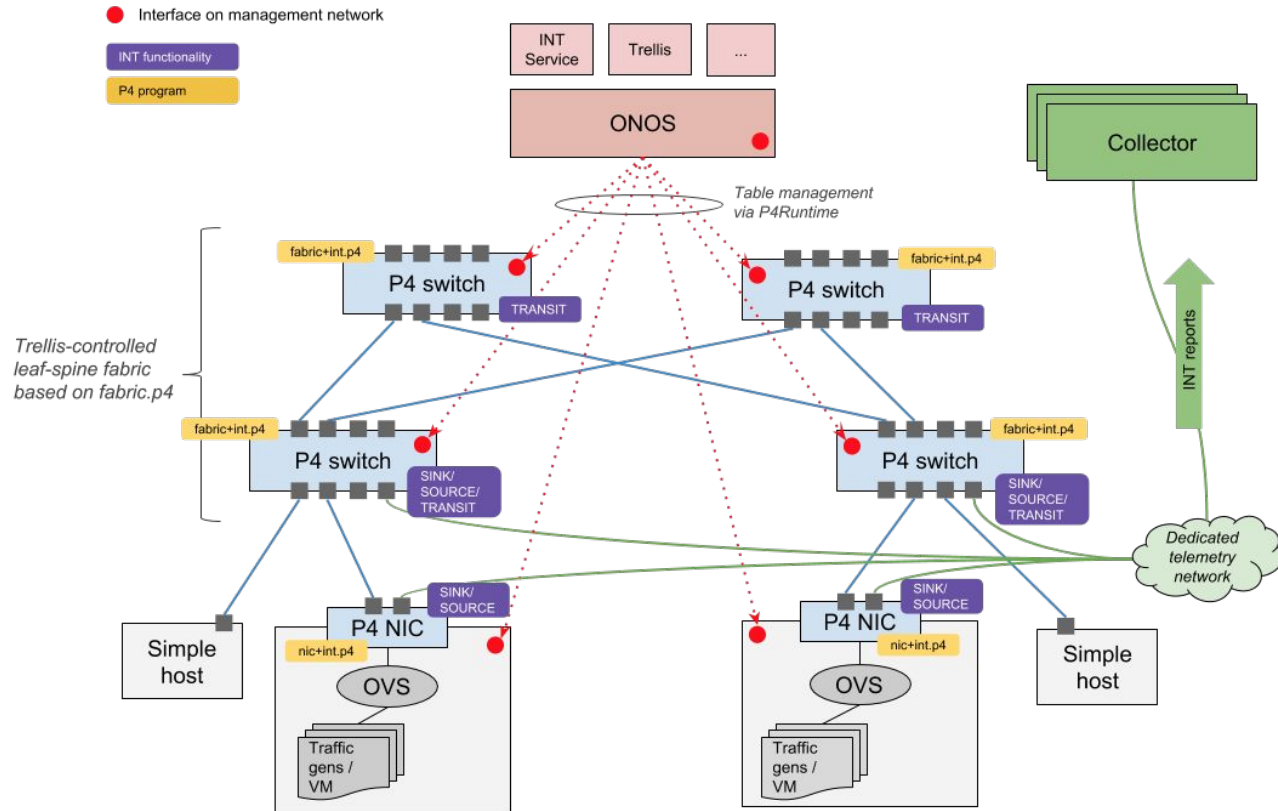 Interface on management network
INT functionality
P4 program
INT
Service
Trellis
...
ONOS
Table management
via P4Runtime
Collector
INT reports
fabric+int.p4
P4 switch
TRANSIT
fabric+int.p4
P4 switch
TRANSIT
Trellis-controlled
leaf-spine fabric
based on fabric.p4
fabric+int.p4
P4 switch
SINK/
SOURCE/
TRANSIT
fabric+int.p4
P4 switch
SINK/
SOURCE/
TRANSIT
Dedicated
telemetry
network
Simple
host
SINK/
SOURCE
P4 NIC
nic+int.p4
OVS
Traffic
gens /
VM
SINK/
SOURCE
P4 NIC
nic+int.p4
OVS
Traffic
gens /
VM
Simple
host